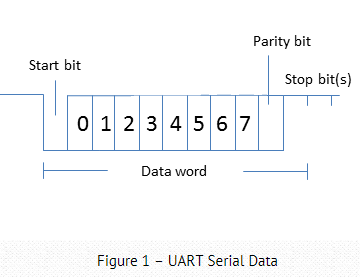 Parity bit
Start bit
Stop bit(s)
0 1 2 3 4 5 6 7
Data word
Figure 1 – UART Serial Data